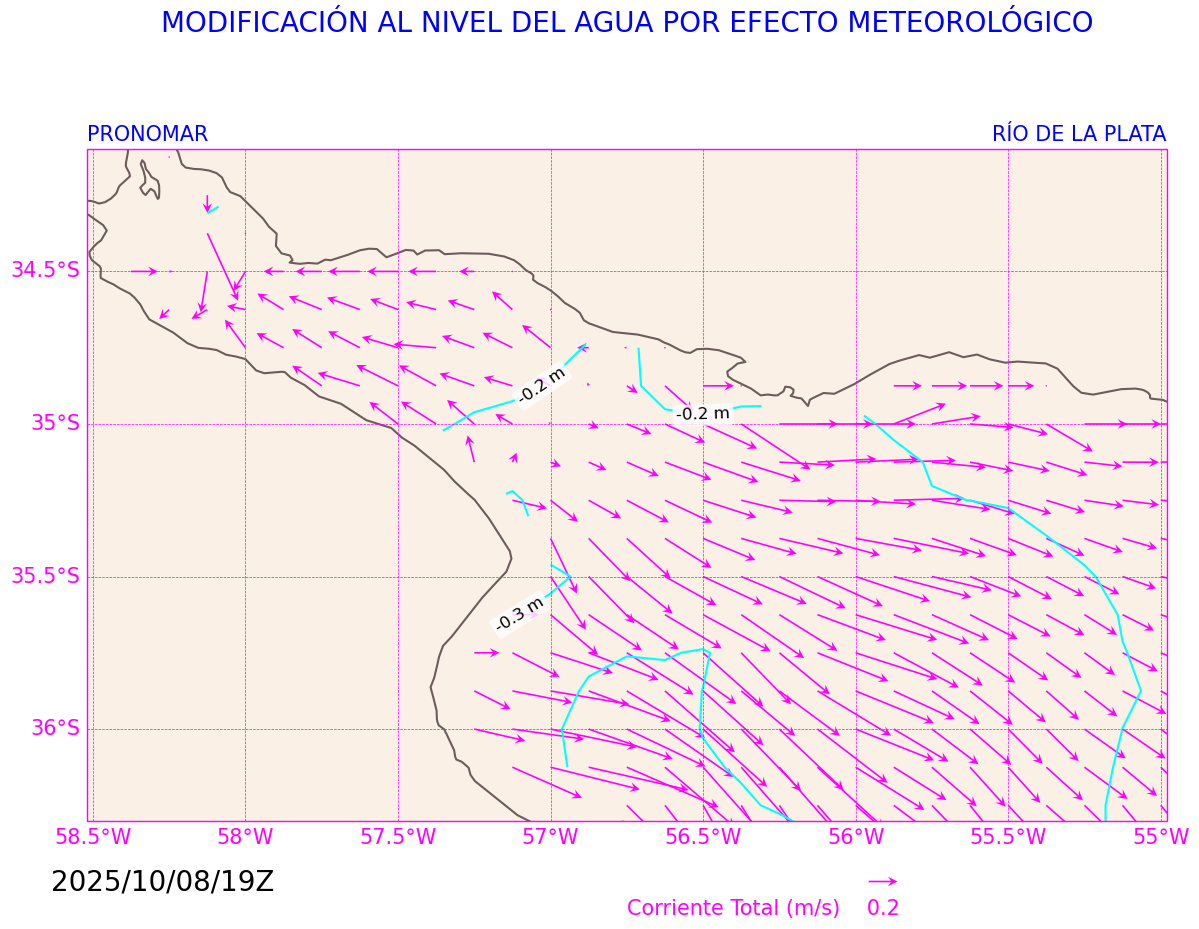 MODIFICACIÓN AL NIVEL DEL AGUA POR EFECTO METEOROLÓGICO
PRONOMAR RÍO DE LA PLATA
34.5°S
-0.2 m
-0.2 m
35°S
35.5°S
-0.3 m
36°S
58.5°W 58°W 57.5°W 57°W 56.5°W 56°W 55.5°W 55°W
2025/10/08/19Z
Corriente Total (m/s) 0.2